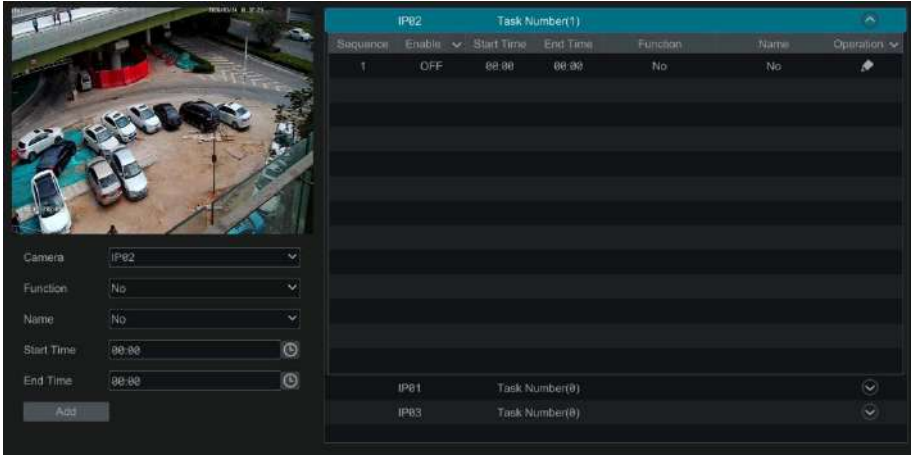 IP02 Task Number(1)
Sequence Enable Start Time End Time Function Name Operation
1 OFF 00:00 00:00 No No
Camera IP02
Function No
Name No
Start Time 00:00
End Time 00:00
Add
IP01 Task Number(0)
IP03 Task Number(0)